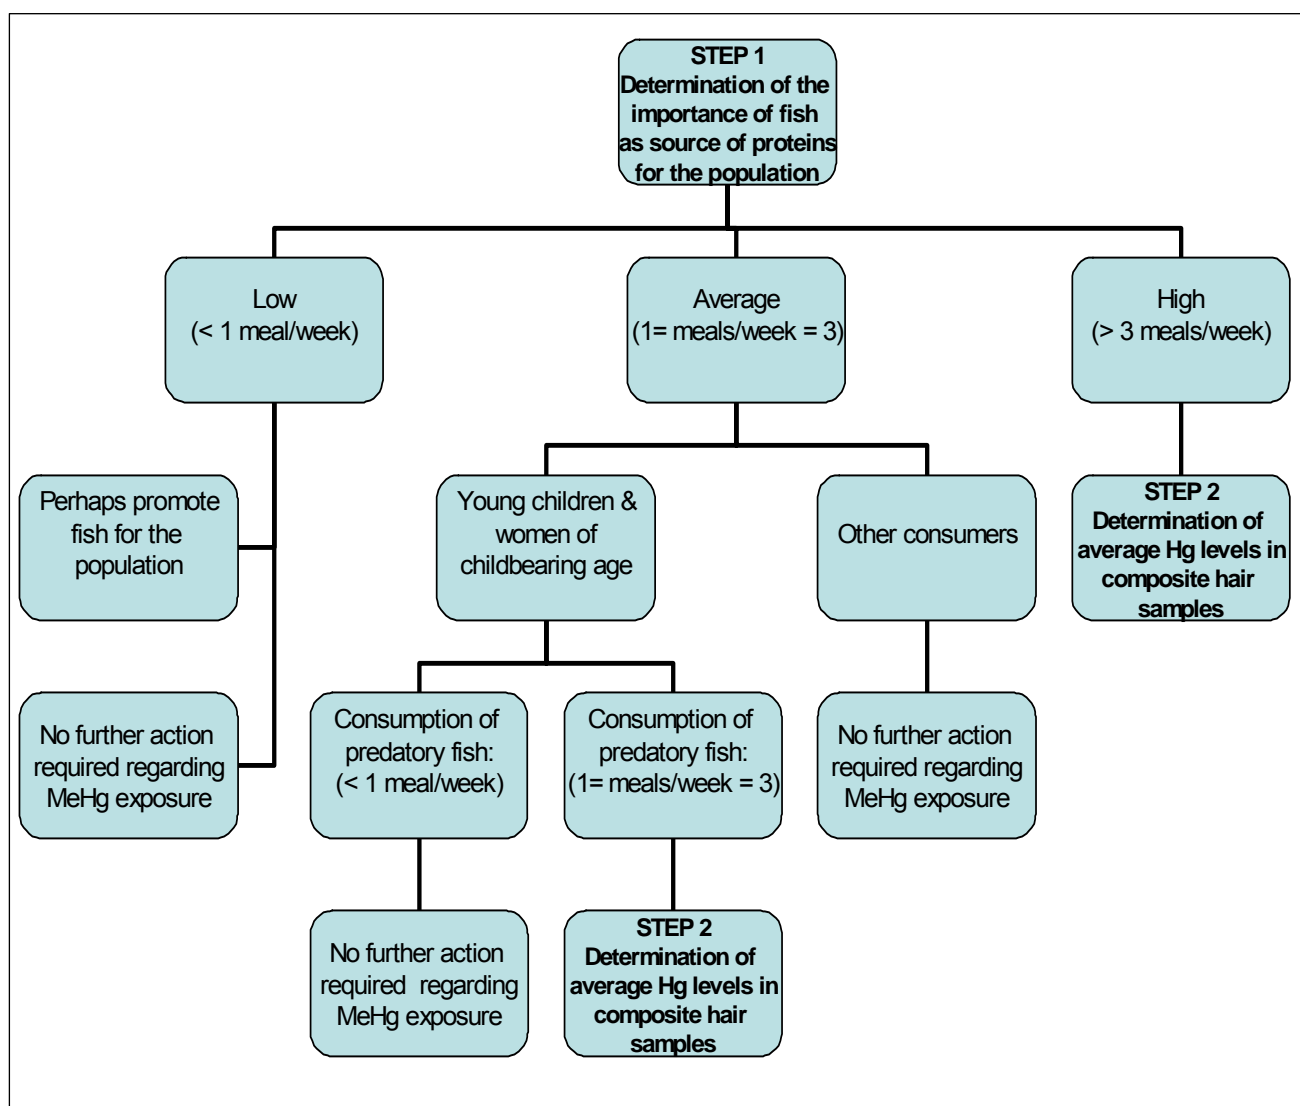 STEP 1
Determination of the
importance of fish
as source of proteins
for the population
Low
(< 1 meal/week)
Average
(1= meals/week = 3)
High
(> 3 meals/week)
Perhaps promote
fish for the
population
Young children &
women of
childbearing age
Other consumers
STEP 2
Determination of
average Hg levels in
composite hair
samples
No further action
required regarding
MeHg exposure
Consumption of
predatory fish:
(< 1 meal/week)
Consumption of
predatory fish:
(1= meals/week = 3)
No further action
required regarding
MeHg exposure
No further action
required  regarding
MeHg exposure
STEP 2
Determination of
average Hg levels in
composite hair
samples